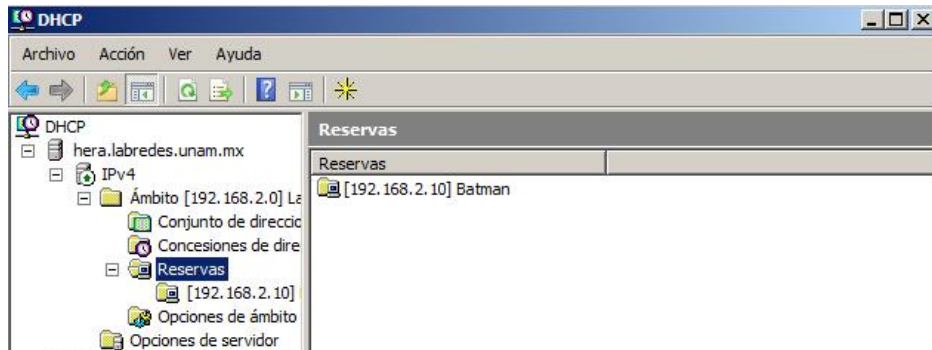 DHCP
Archivo Acción Ver Ayuda
DHCP
hera.labredes.unam.mx
IPv4
Ámbito [192.168.2.0] La
Conjunto de direccio
Concesiones de dire
Reservas
[192.168.2.10]
Opciones de ámbito
Opciones de servidor
Reservas
Reservas
[192.168.2.10] Batman